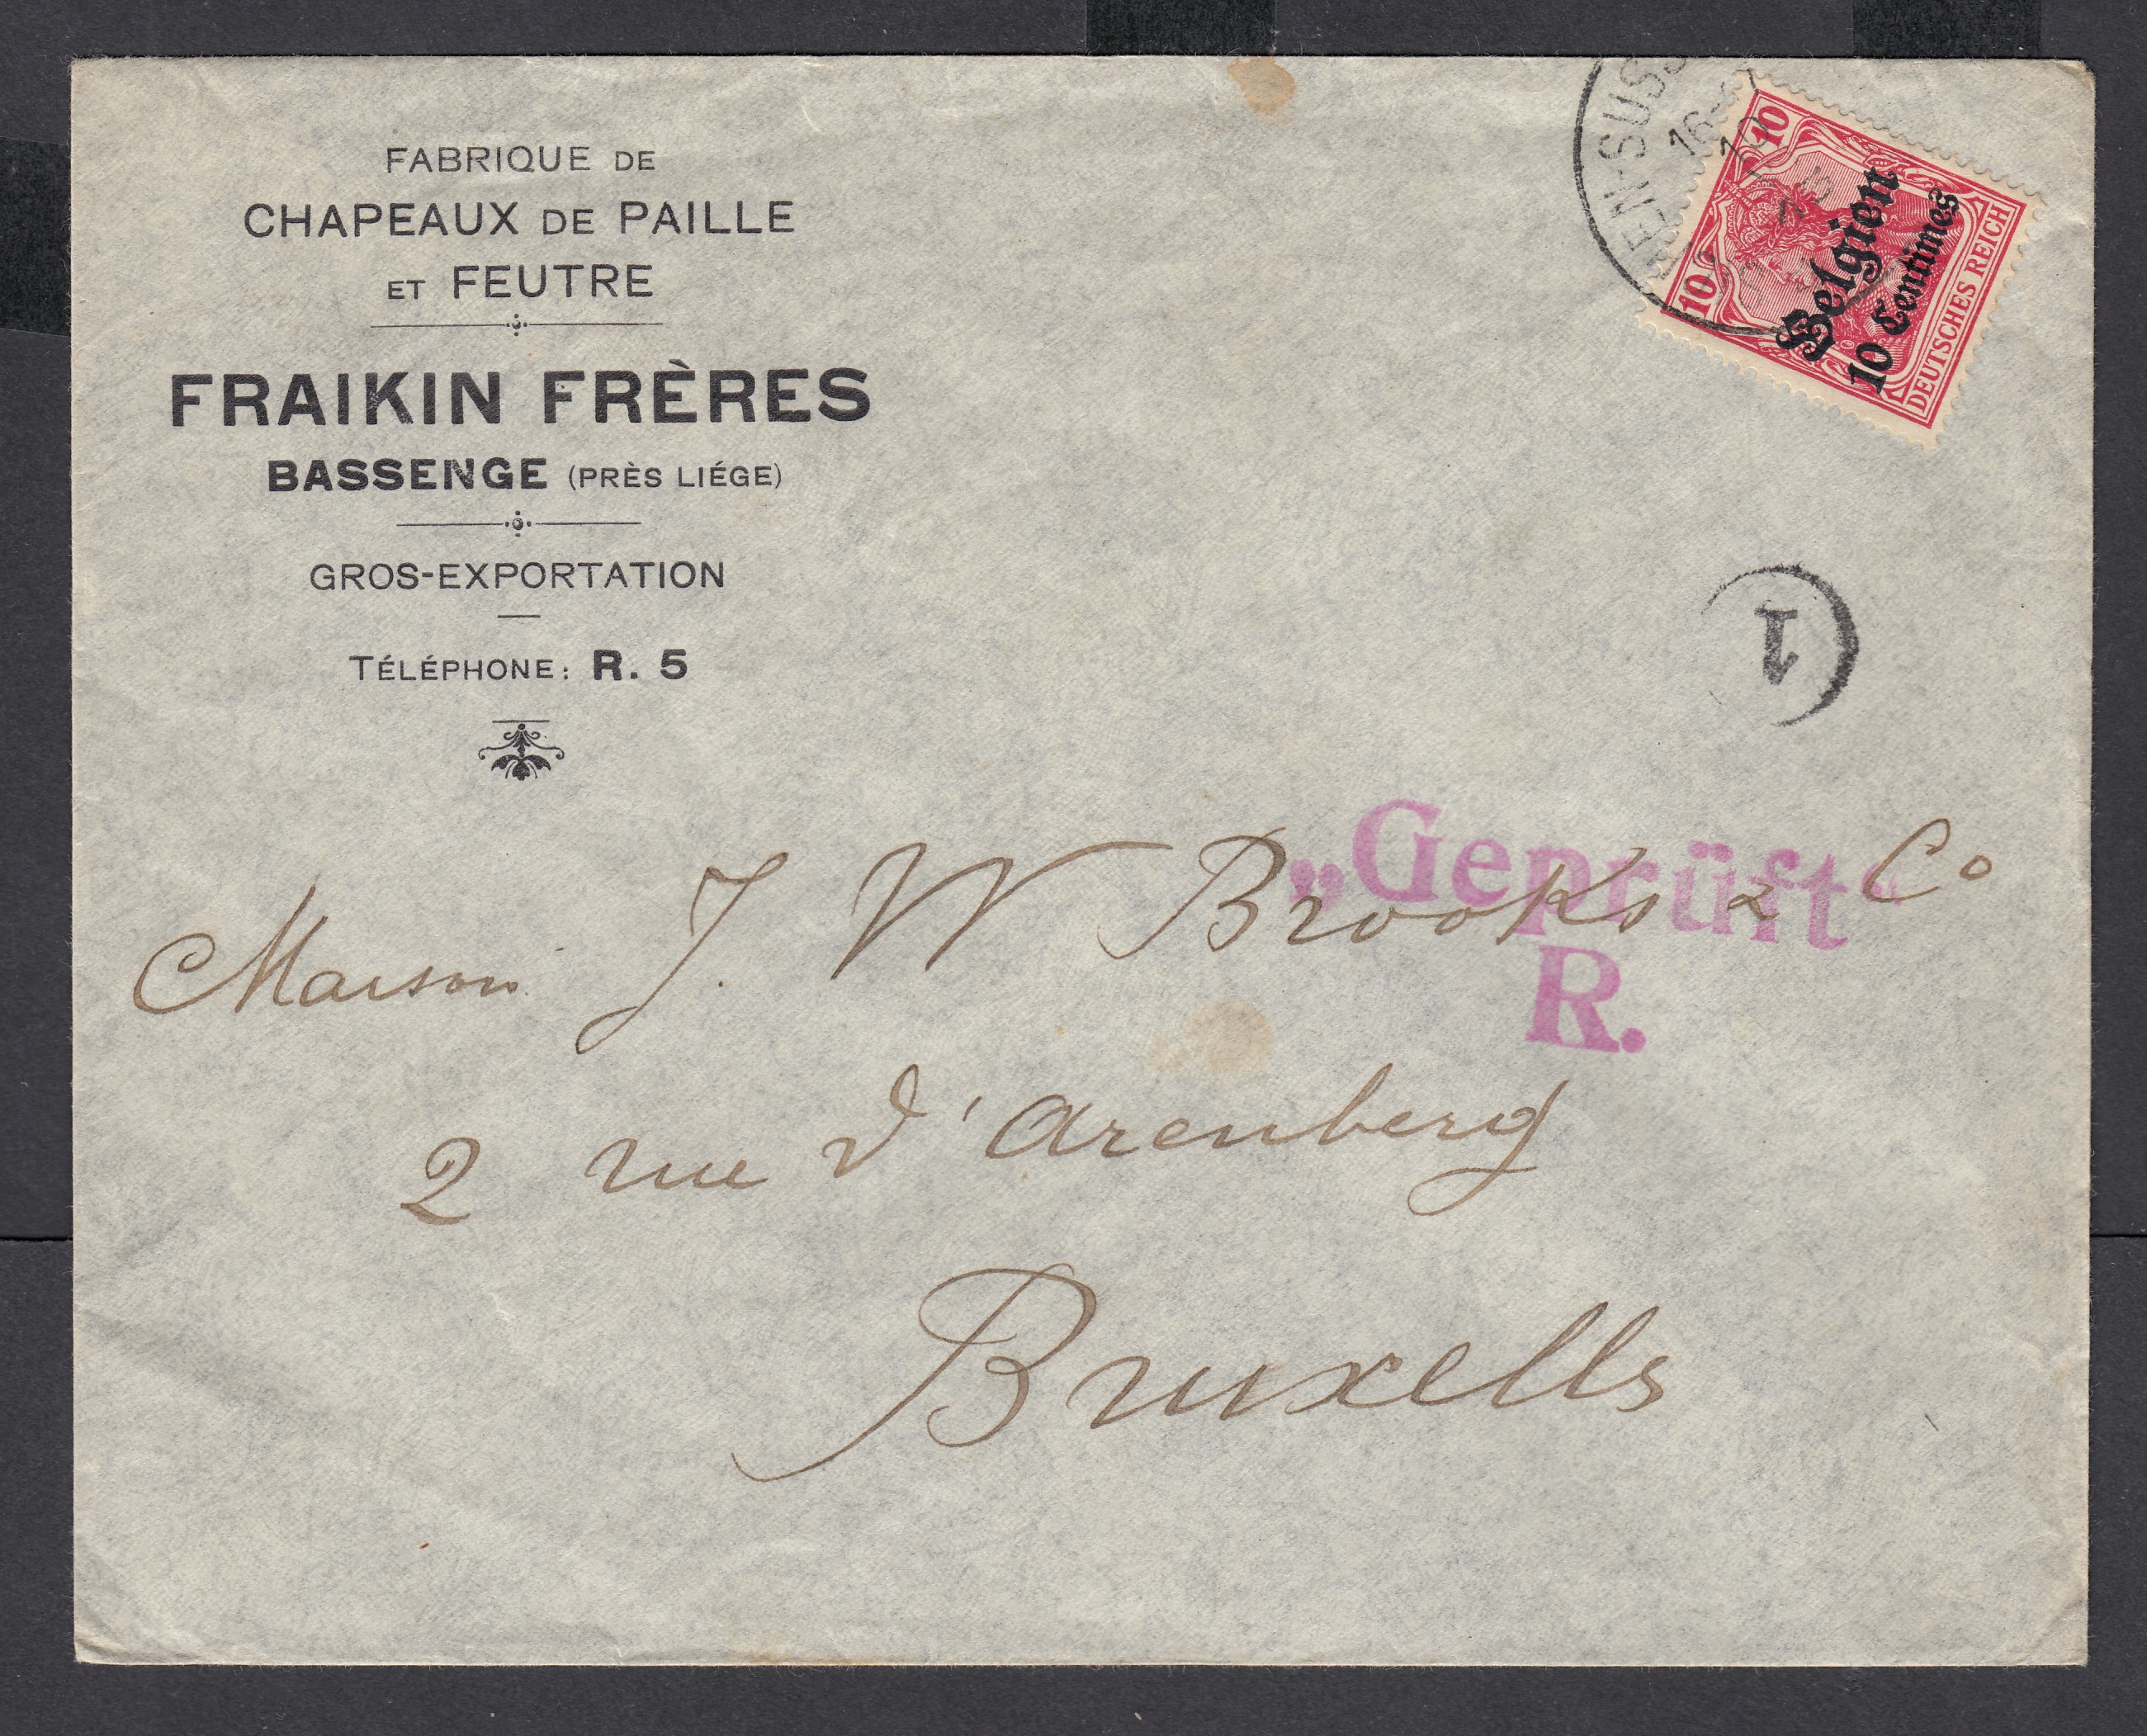 FABRIQUE DE
CHAPEAUX DE PAILLE
ET FEUTRE
FRAIKIN FRÈRES
BASSENGE (PRÈS LIÉGE)
GROS-EXPORTATION
TÉLÉPHONE: R. 5
10
10
Belgien
10 Centimes
DEUTSCHES REICH
1
„Geprüft“
R.
Maison J. W Brooks & Co
2 rue d'Arenberg
Bruxells